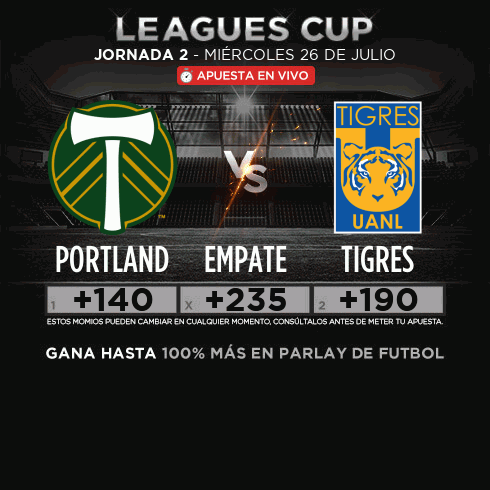 LEAGUES CUP
JORNADA 2 - MIÉRCOLES 26 DE JULIO
APUESTA EN VIVO
TIGRES
VS
UANL
PORTLAND EMPATE TIGRES
1 +140 X +235 2 +190
ESTOS MOMIOS PUEDEN CAMBIAR EN CUALQUIER MOMENTO, CONSÚLTALOS ANTES DE METER TU APUESTA.
GANA HASTA 100% MÁS EN PARLAY DE FUTBOL